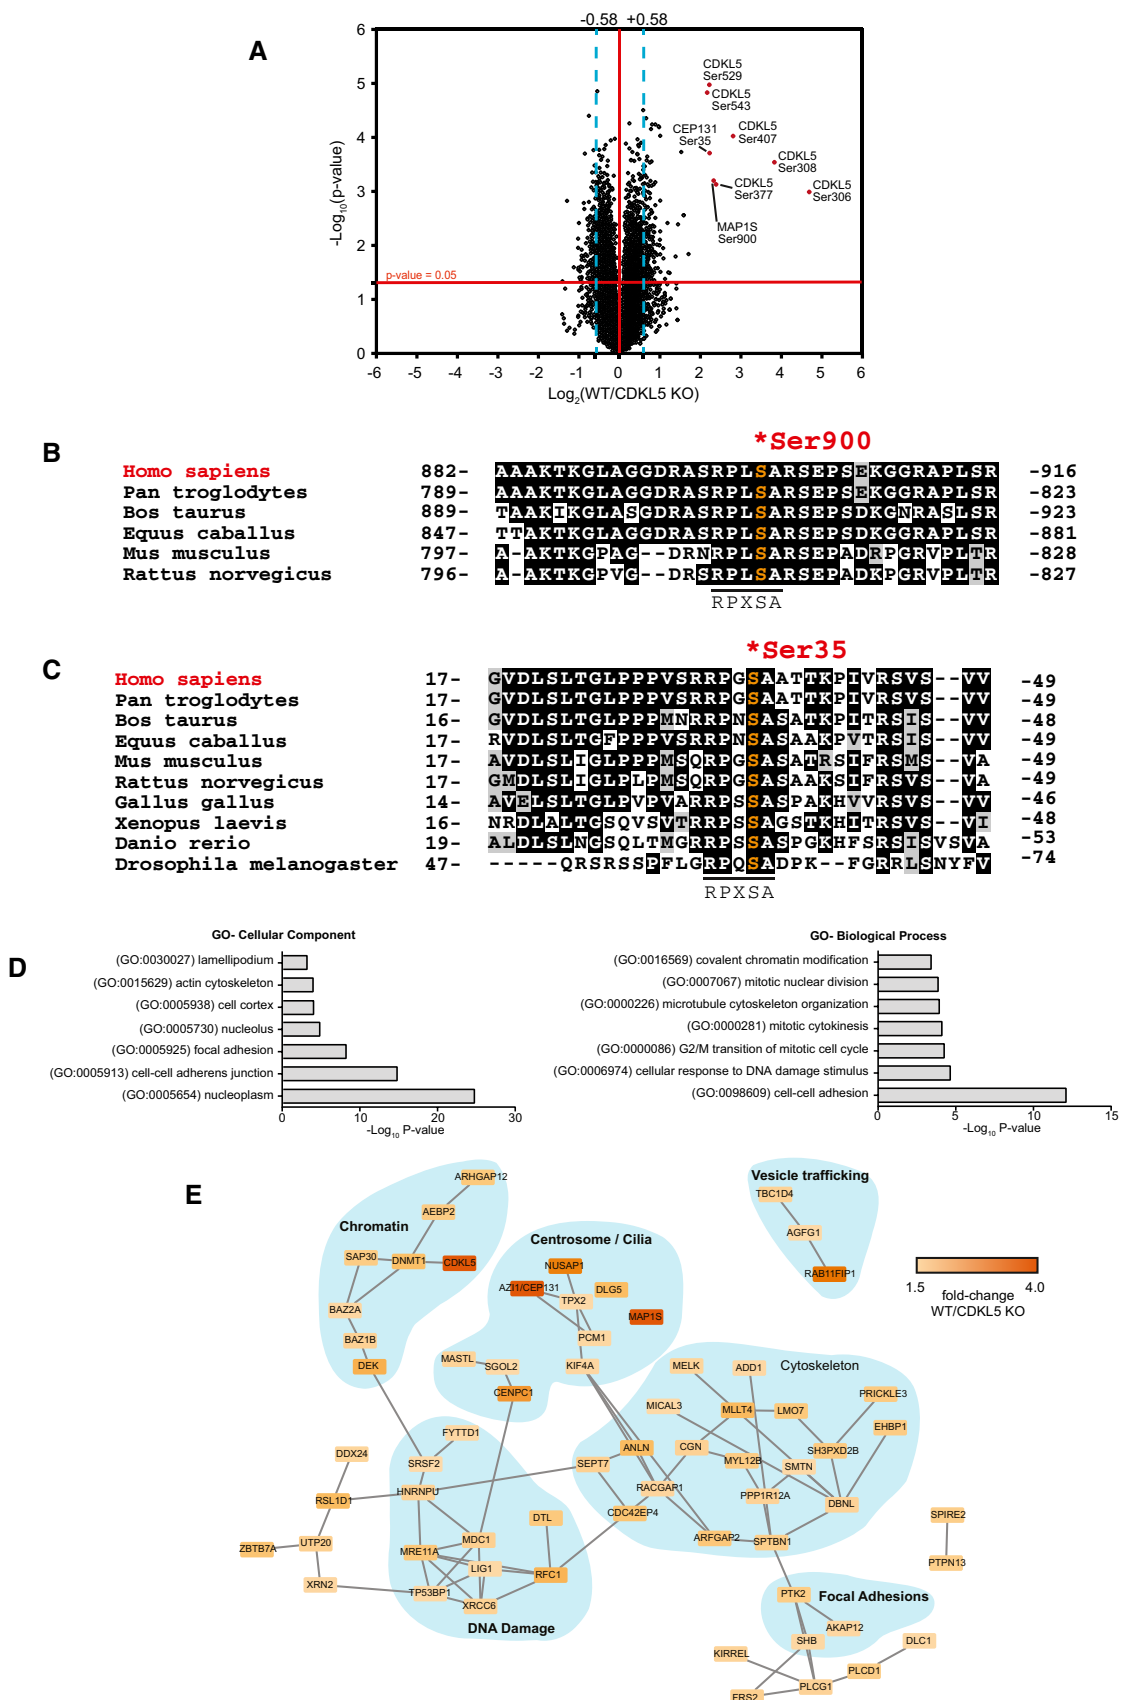 A
-0.58 +0.58
6
5
4
3
2
1
0
-Log10(p-value)
p-value = 0.05
CDKL5
Ser529
CDKL5
Ser543
CEP131
Ser35
CDKL5
Ser407
CDKL5
Ser308
CDKL5
Ser377
CDKL5
Ser306
MAP1S
Ser900
-6 -5 -4 -3 -2 -1 0 1 2 3 4 5 6
Log2(WT/CDKL5 KO)
B
*Ser900
Homo sapiens 882- AAAKTKGLAGGDRASRPLSARSEPSEKGGRAPLSR -916
Pan troglodytes 789- AAAKTKGLAGGDRASRPLSARSEPSEKGGRAPLSR -823
Bos taurus 889- TAAKIKGLASGDRASRPLSARSEPSDKGNRASLSR -923
Equus caballus 847- TTAKTKGLAGGDRASRPLSARSEPSDKGGRAPLSR -881
Mus musculus 797- A-AKTKGPAG--DRNRPLSARSEPADRPGRVPLTR -828
Rattus norvegicus 796- A-AKTKGPVG--DRSRPLSARSEPADKPGRVPLTR -827
RPXSA
C
*Ser35
Homo sapiens 17- GVDLSLTGLPPPVSRRPGSAATTKPIVRSVS--VV -49
Pan troglodytes 17- GVDLSLTGLPPPVSRRPGSAATTKPIVRSVS--VV -49
Bos taurus 16- GVDLSLTGLPPPMNRRPNSASATKPITRSIS--VV -48
Equus caballus 17- RVDLSLTGFPPPVSRRPNSASAAKPVTRSIS--VV -49
Mus musculus 17- AVDLSLIGLPPPMSQRPGSASATRSIFRSMS--VA -49
Rattus norvegicus 17- GMDLSLIGLPLPMSQRPGSASAAKSIFRSVS--VA -49
Gallus gallus 14- AVELSLTGLPVPVARRPSSASPAKHVVRSVS--VV -46
Xenopus laevis 16- NRDLALTGSQVSVTRRPSSAGSTKHITRSVS--VI -48
Danio rerio 19- ALDLSLNGSQLTMGRRPSSASPGKHFSRSISVSVA -53
Drosophila melanogaster 47- -----QRSRSSPFLGRPQSADPK--FGRRLSNYFV -74
RPXSA
D
GO- Cellular Component
(GO:0030027) lamellipodium
(GO:0015629) actin cytoskeleton
(GO:0005938) cell cortex
(GO:0005730) nucleolus
(GO:0005925) focal adhesion
(GO:0005913) cell-cell adherens junction
(GO:0005654) nucleoplasm
0 10 20 30
-Log10 P-value
GO- Biological Process
(GO:0016569) covalent chromatin modification
(GO:0007067) mitotic nuclear division
(GO:0000226) microtubule cytoskeleton organization
(GO:0000281) mitotic cytokinesis
(GO:0000086) G2/M transition of mitotic cell cycle
(GO:0006974) cellular response to DNA damage stimulus
(GO:0098609) cell-cell adhesion
0 5 10 15
-Log10 P-value
E
Chromatin
ARHGAP12
AEBP2
SAP30
DNMT1
CDKL5
BAZ2A
BAZ1B
DEK
Centrosome / Cilia
NUSAP1
AZI1/CEP131
TPX2
DLG5
MAP1S
PCM1
MASTL
SGOL2
KIF4A
CENPC1
Vesicle trafficking
TBC1D4
AGFG1
RAB11FIP1
1.5 4.0
fold-change
WT/CDKL5 KO
Cytoskeleton
MELK
ADD1
PRICKLE3
MICAL3
MLLT4
LMO7
EHBP1
ANLN
CGN
SH3PXD2B
MYL12B
SMTN
SEPT7
RACGAP1
PPP1R12A
DBNL
CDC42EP4
ARFGAP2
SPTBN1
FYTTD1
DDX24
SRSF2
RSL1D1
HNRNPU
DTL
ZBTB7A
UTP20
MDC1
MRE11A
LIG1
RFC1
XRN2
TP53BP1
XRCC6
DNA Damage
SPIRE2
PTPN13
PTK2
Focal Adhesions
AKAP12
SHB
DLC1
KIRREL
PLCD1
PLCG1
FRS2